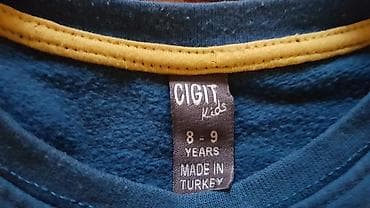 CIGIT
Kids
8 - 9
YEARS
MADE IN
TURKEY